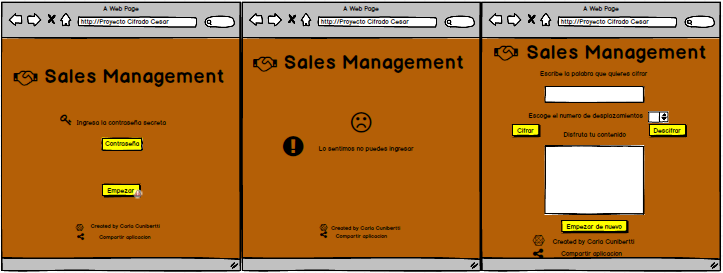 A Web Page
http://Proyecto Cifrado Cesar
Sales Management
Ingresa la contraseña secreta
Contraseña
Empezar
Created by Carla Cunibertti
Compartir aplicacion
A Web Page
http://Proyecto Cifrado Cesar
Sales Management
Lo sentimos no puedes ingresar
Created by Carla Cunibertti
Compartir aplicacion
A Web Page
http://Proyecto Cifrado Cesar
Sales Management
Escribe la palabra que quieres cifrar
Escoge el numero de desplazamientos
Cifrar
Disfruta tu contenido
Descifrar
Empezar de nuevo
Created by Carla Cunibertti
Compartir aplicacion